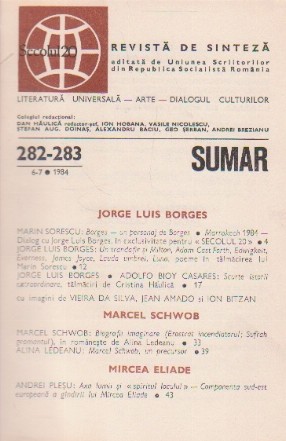 Secolul 20
REVISTĂ DE SINTEZĂ
editată de Uniunea Scriitorilor
din Republica Socialistă România
LITERATURĂ UNIVERSALĂ — ARTE — DIALOGUL CULTURILOR
Colegiul redacțional:
DAN HĂULICĂ redactor-șef, ION HOBANA, VASILE NICOLESCU,
ȘTEFAN AUG. DOINAȘ, ALEXANDRU BACIU, GEO ȘERBAN, ANDREI BREZIANU
282-283
SUMAR
6-7 • 1984
JORGE LUIS BORGES
MARIN SORESCU: Borges — un personaj de Borges • Marrakech 1984 —
Dialog cu Jorge Luis Borges, în exclusivitate pentru « SECOLUL 20 » • 4
JORGE LUIS BORGES: Un trandafir și Milton, Adam Cast Forth, Ewigkeit,
Everness, James Joyce, Lauda umbrei, Luna, poeme în tălmăcirea lui
Marin Sorescu • 12
JORGE LUIS BORGES • ADOLFO BIOY CASARES: Scurte istorii
extraordinare, tălmăciri de Cristina Hăulică • 17
cu imagini de VIEIRA DA SILVA, JEAN AMADO și ION BITZAN
MARCEL SCHWOB
MARCEL SCHWOB: Biografii imaginare (Erostrat incendiatorul; Sufrah
geomantul), în românește de Alina Ledeanu • 33
ALINA LEDEANU: Marcel Schwob, un precursor • 39
MIRCEA ELIADE
ANDREI PLEȘU: Axa lumii și « spiritul locului » — Componenta sud-est
europeană a gîndirii lui Mircea Eliade • 43